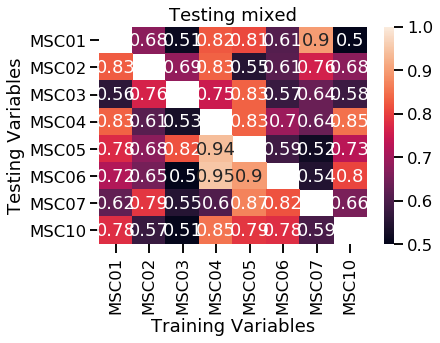 Testing mixed
Testing Variables
MSC01 0.68 0.51 0.82 0.81 0.61 0.9 0.5
MSC02 0.83 0.69 0.83 0.55 0.61 0.76 0.68
MSC03 0.56 0.76 0.75 0.83 0.57 0.64 0.58
MSC04 0.83 0.61 0.53 0.83 0.7 0.64 0.85
MSC05 0.78 0.68 0.82 0.94 0.59 0.52 0.73
MSC06 0.72 0.65 0.5 0.95 0.9 0.54 0.8
MSC07 0.62 0.79 0.55 0.6 0.87 0.82 0.66
MSC10 0.78 0.57 0.51 0.85 0.79 0.78 0.59
MSC01 MSC02 MSC03 MSC04 MSC05 MSC06 MSC07 MSC10
Training Variables
1.0
0.9
0.8
0.7
0.6
0.5